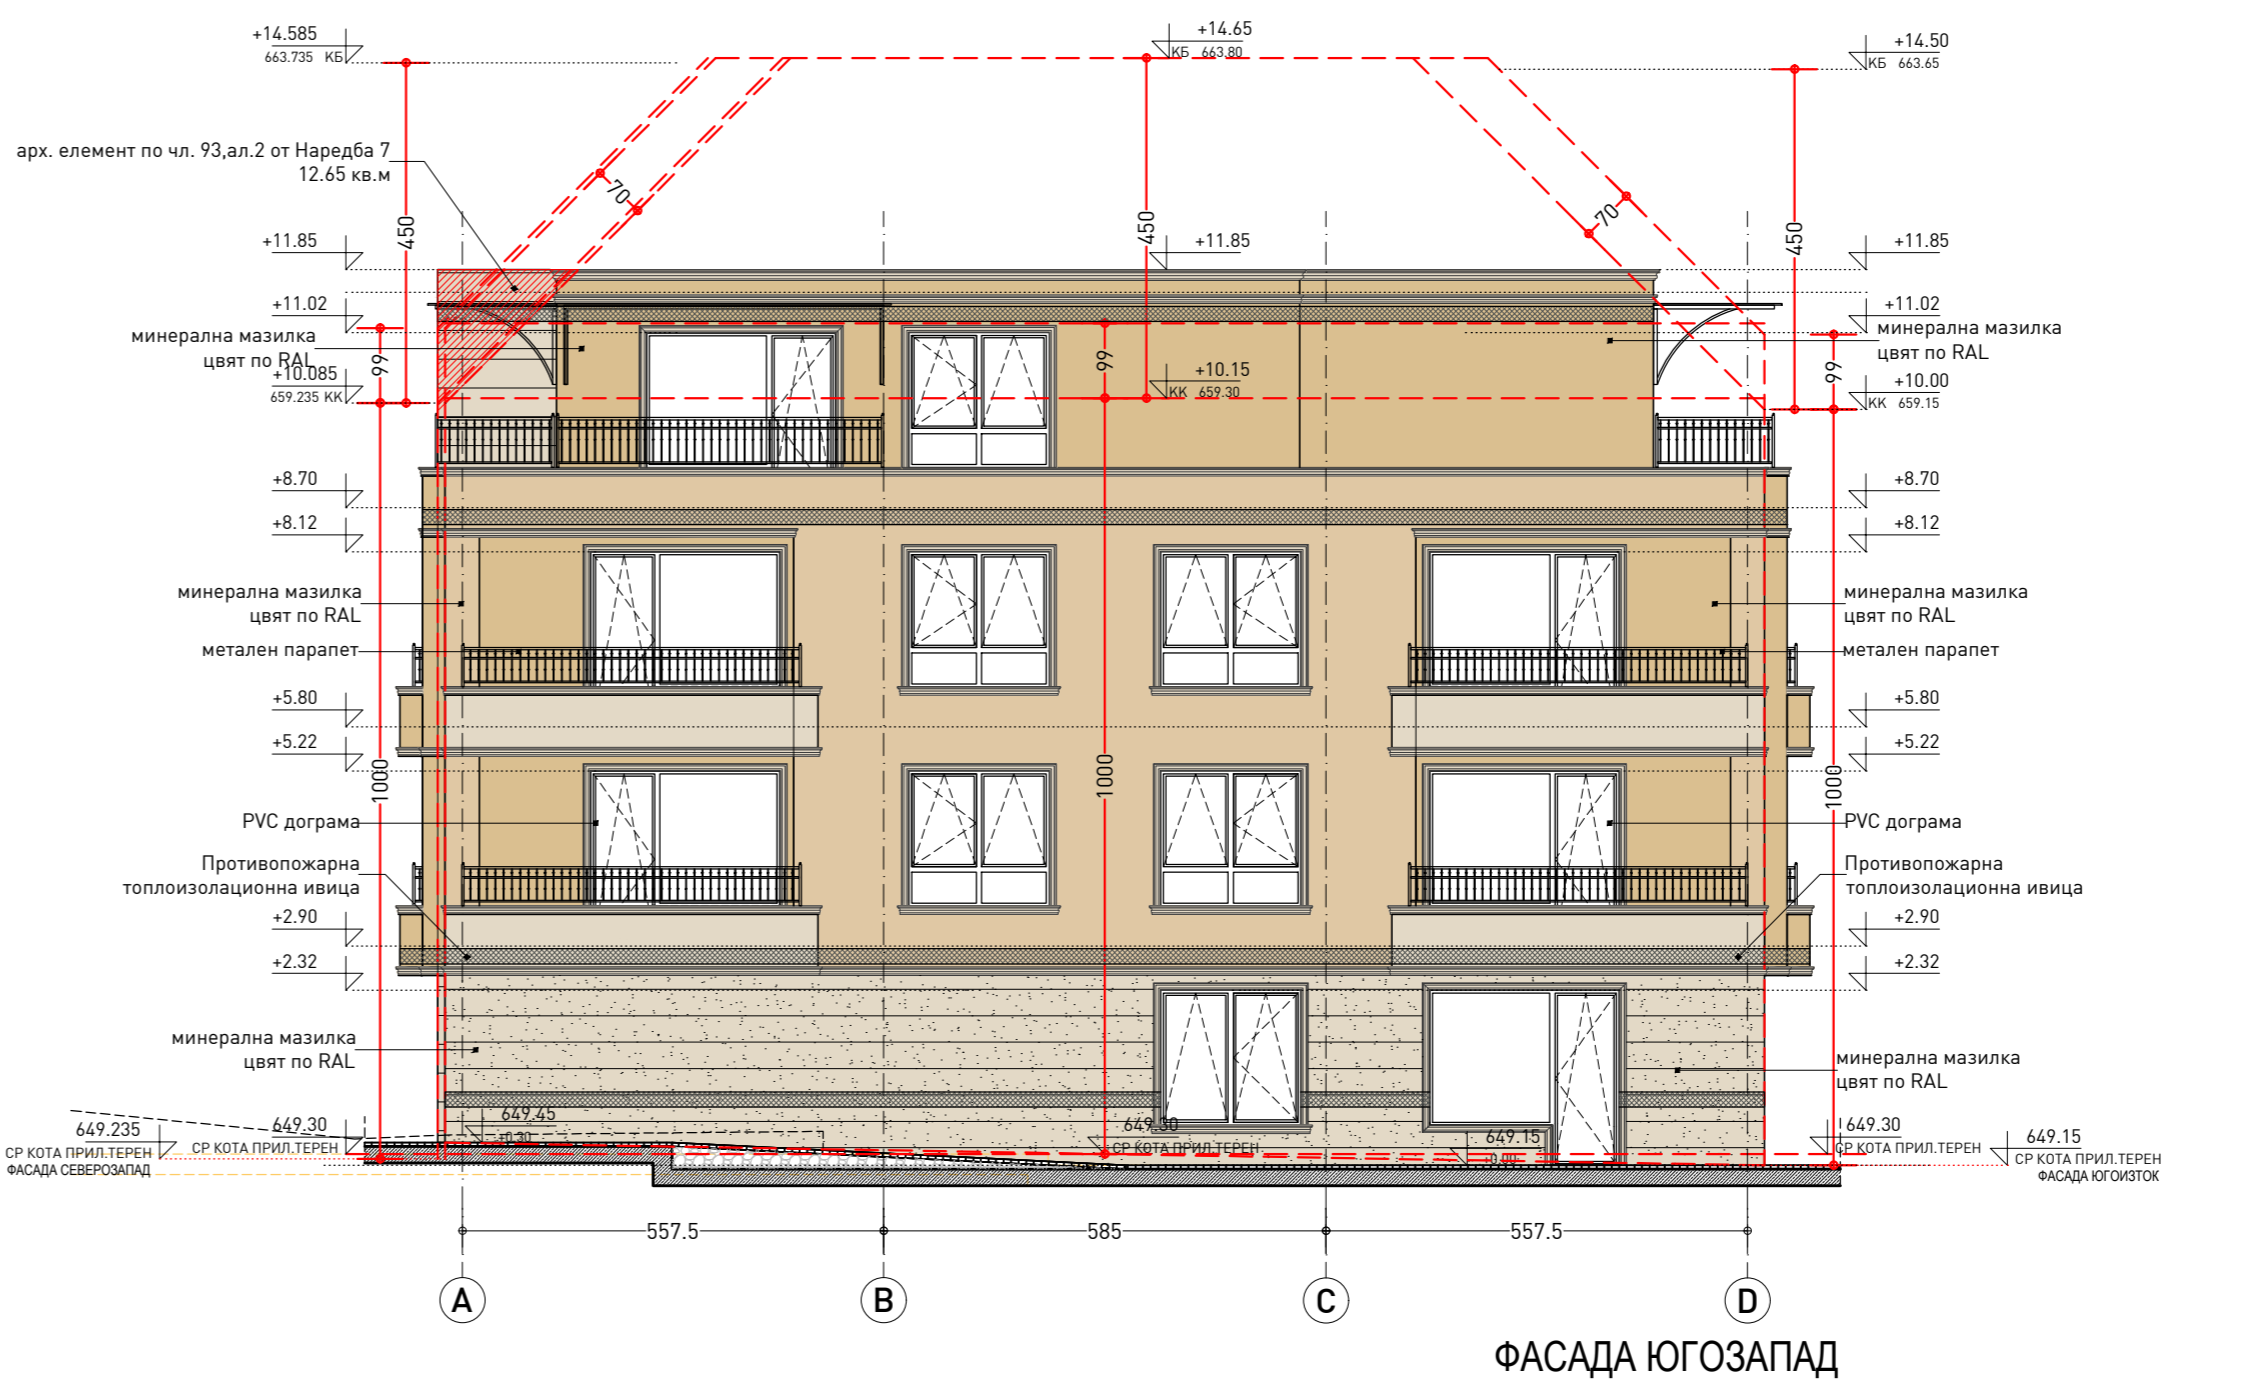 +14.585
663.735 КБ
+14.65
КБ 663.80
+14.50
КБ 663.65
арх. елемент по чл. 93,ал.2 от Наредба 7
12.65 кв.м
70
70
450
450
450
+11.85
+11.85
+11.85
+11.02
+11.02
минерална мазилка
цвят по RAL
минерална мазилка
цвят по RAL
99
99
99
+10.085
659.235 КК
+10.15
КК 659.30
+10.00
КК 659.15
+8.70
+8.70
+8.12
+8.12
минерална мазилка
цвят по RAL
минерална мазилка
цвят по RAL
метален парапет
метален парапет
+5.80
+5.80
+5.22
+5.22
1000
1000
1000
PVC дограма
PVC дограма
Противопожарна
топлоизолационна ивица
Противопожарна
топлоизолационна ивица
+2.90
+2.90
+2.32
+2.32
минерална мазилка
цвят по RAL
минерална мазилка
цвят по RAL
649.235
СР КОТА ПРИЛ.ТЕРЕН
ФАСАДА СЕВЕРОЗАПАД
649.30
СР КОТА ПРИЛ.ТЕРЕН
649.45
+0.30
649.30
СР КОТА ПРИЛ.ТЕРЕН
649.15
±0.00
649.30
СР КОТА ПРИЛ.ТЕРЕН
649.15
СР КОТА ПРИЛ.ТЕРЕН
ФАСАДА ЮГОИЗТОК
557.5
585
557.5
A
B
C
D
ФАСАДА ЮГОЗАПАД